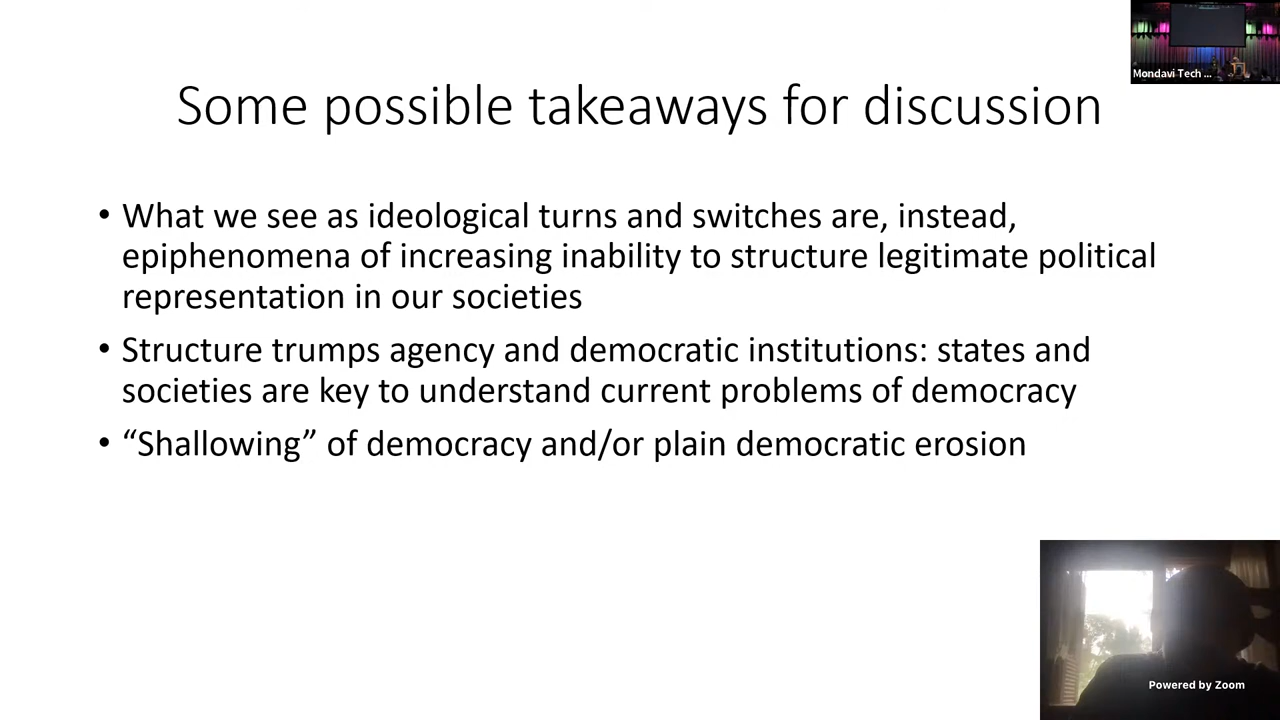 Mondavi Tech ...
Some possible takeaways for discussion
• What we see as ideological turns and switches are, instead,
epiphenomena of increasing inability to structure legitimate political
representation in our societies
• Structure trumps agency and democratic institutions: states and
societies are key to understand current problems of democracy
• “Shallowing” of democracy and/or plain democratic erosion
Powered by Zoom